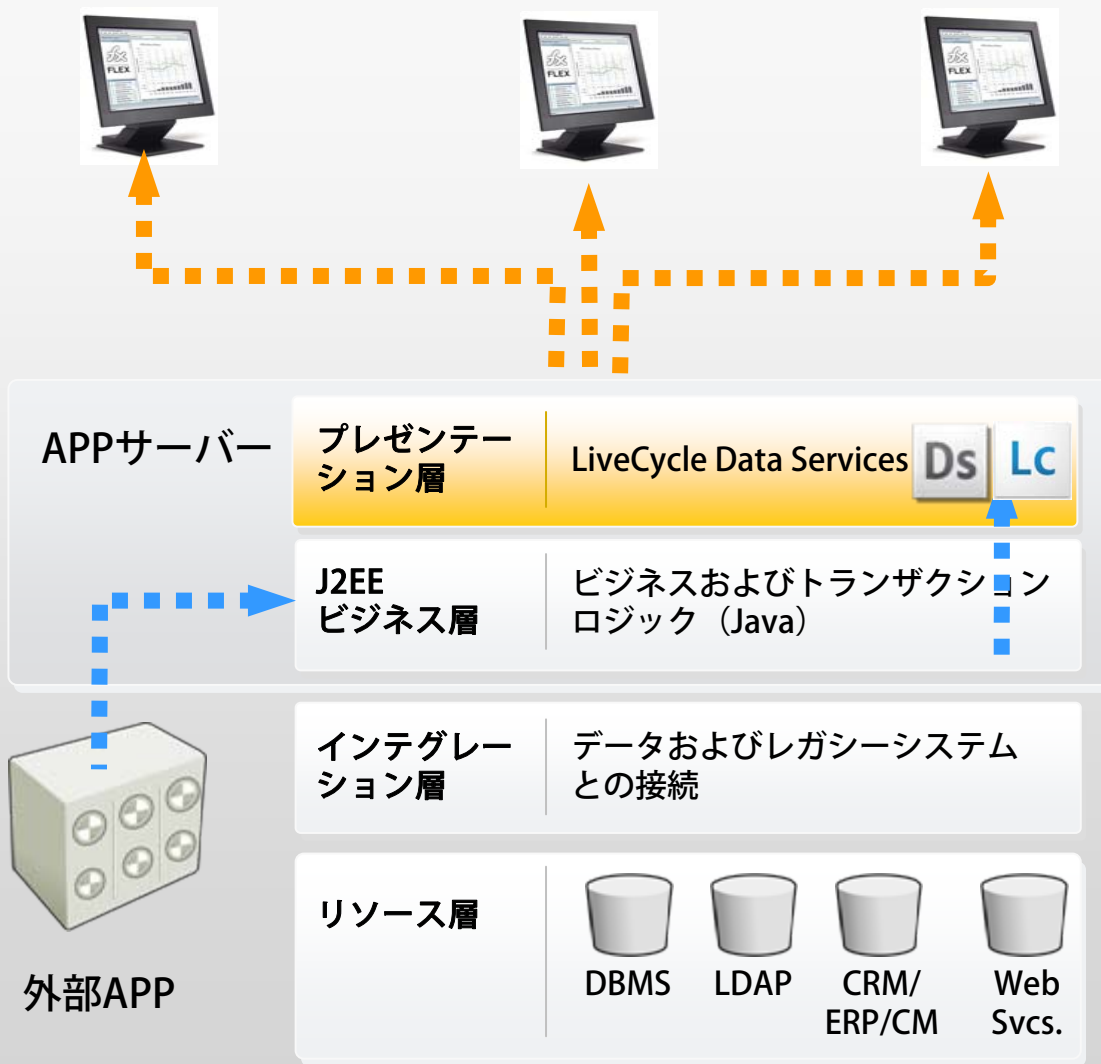 FLEX
FLEX
FLEX
APPサーバー
プレゼンテー
ション層
LiveCycle Data Services
Ds
Lc
J2EE
ビジネス層
ビジネスおよびトランザクション
ロジック（Java）
インテグレー
ション層
データおよびレガシーシステム
との接続
リソース層
DBMS
LDAP
CRM/
ERP/CM
Web
Svcs.
外部APP